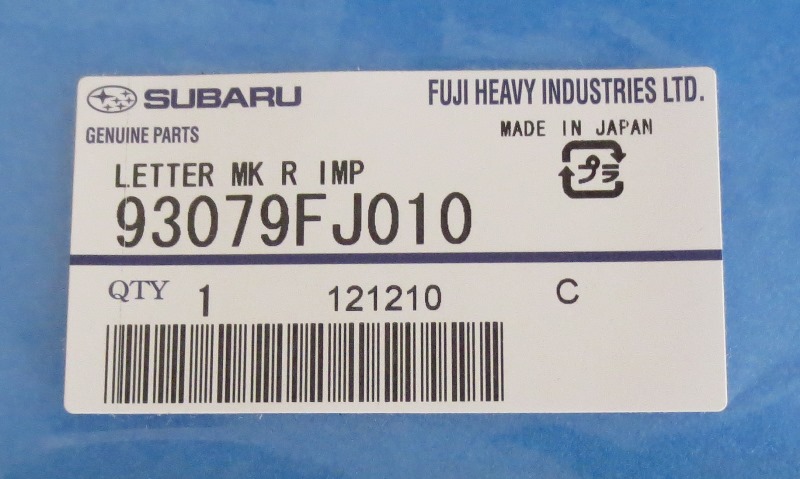 SUBARU
FUJI HEAVY INDUSTRIES LTD.
GENUINE PARTS
MADE IN JAPAN
LETTER MK R IMP
プラ
93079FJ010
QTY 1 121210 C